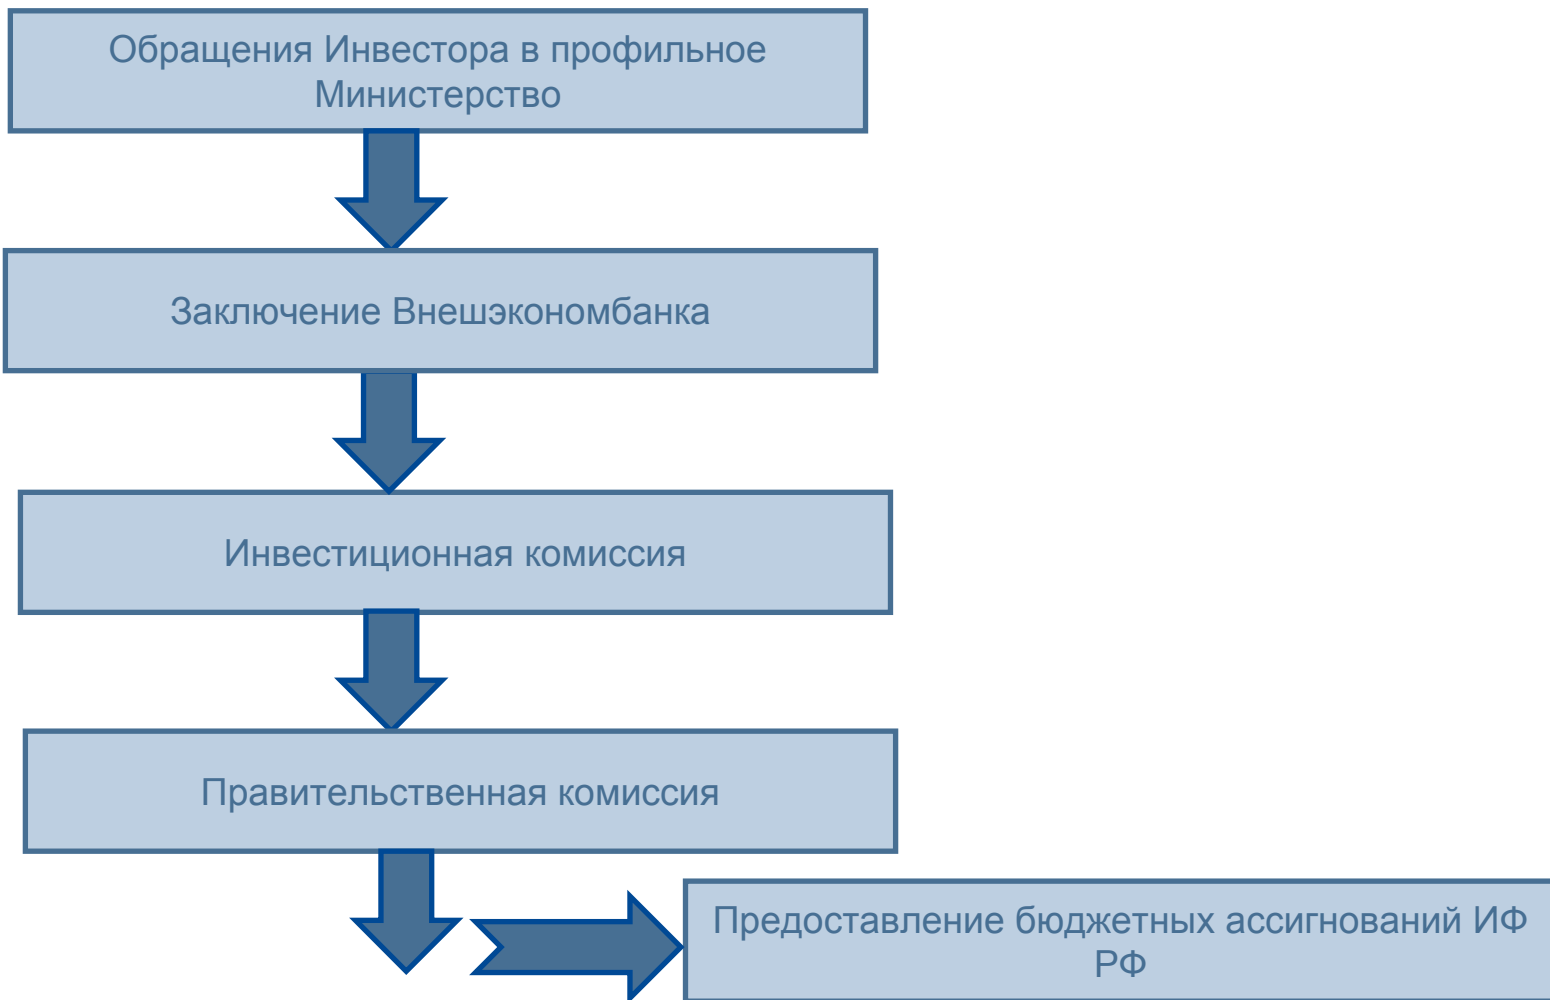 Обращения Инвестора в профильное
Министерство
Заключение Внешэкономбанка
Инвестиционная комиссия
Правительственная комиссия
Предоставление бюджетных ассигнований ИФ
РФ